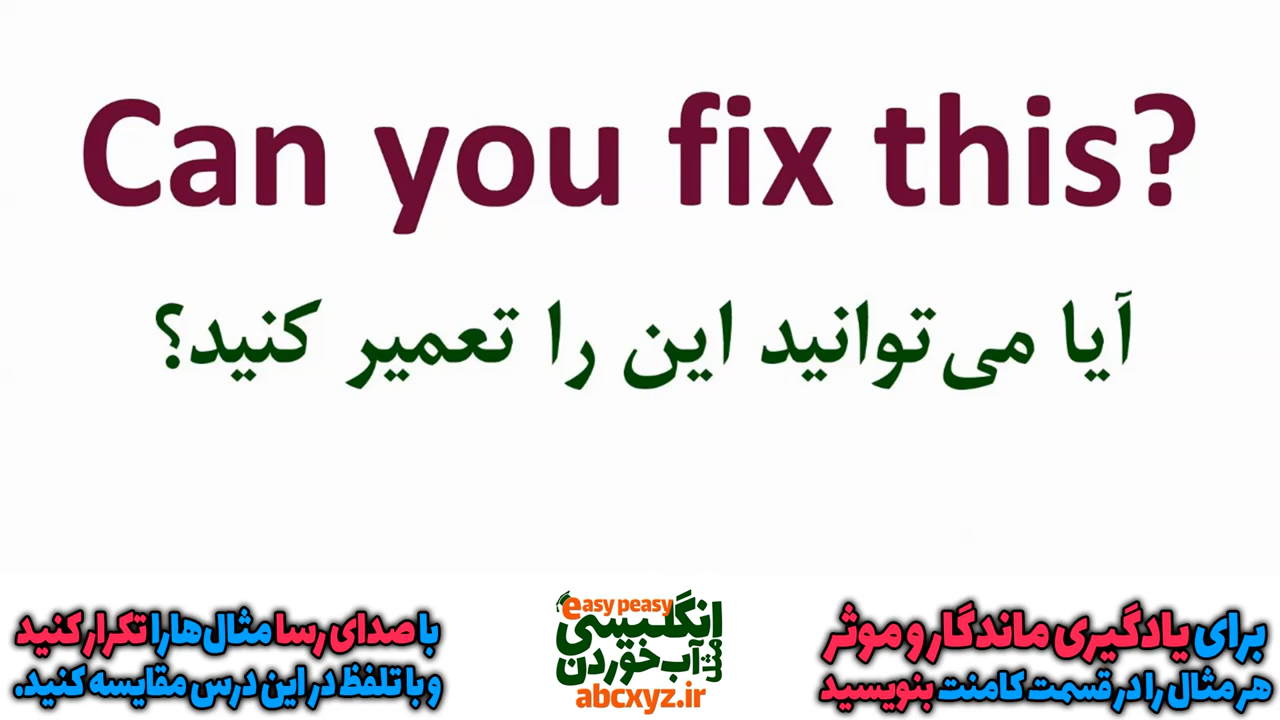 Can you fix this?
آیا می‌توانید این را تعمیر کنید؟
برای یادگیری ماندگار و موثر
هر مثال را در قسمت کامنت بنویسید
easy peasy
انگلیسی
مثل آب خوردن
abcxyz.ir
با صدای رسا مثال‌ها را تکرار کنید
و با تلفظ در این درس مقایسه کنید.